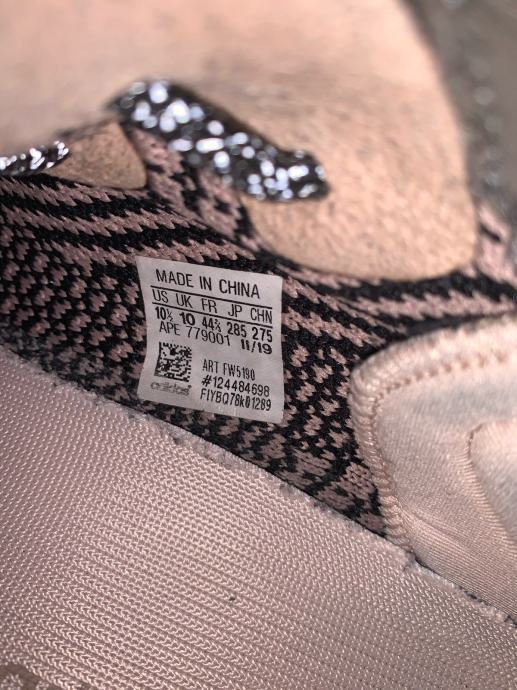 MADE IN CHINA
US UK FR JP CHN
10½ 10 44⅔ 285 275
APE 779001 11/19
ART FW5190
#124484698
FIYBQ76k01289
adidas